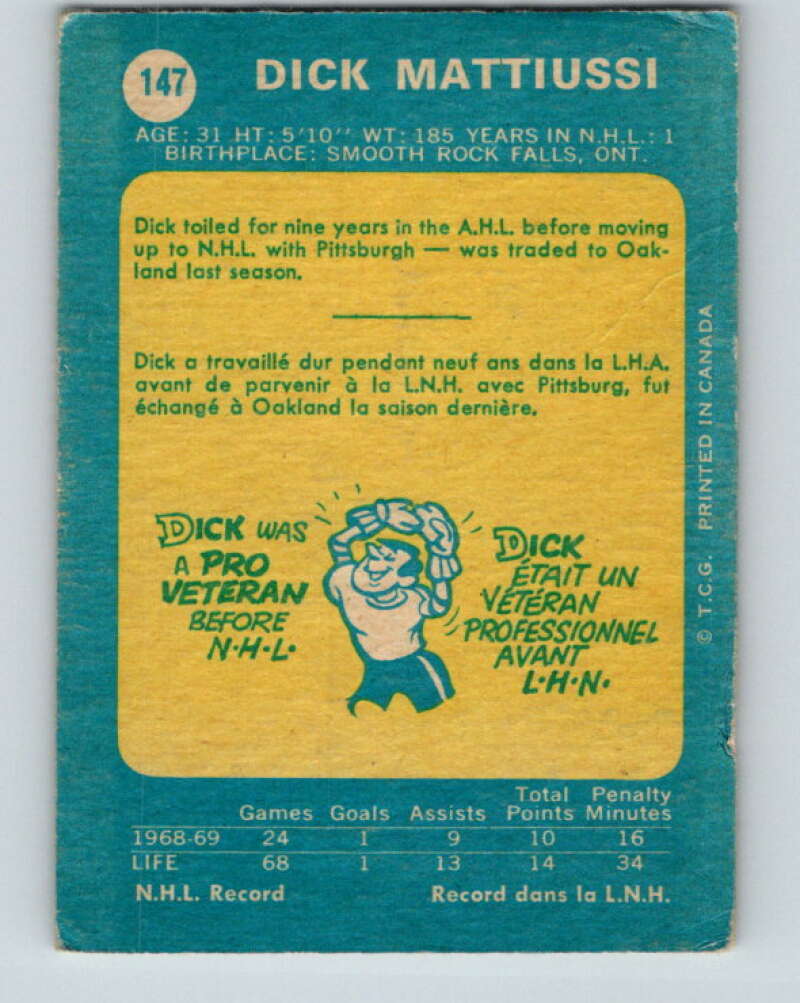 147
DICK MATTIUSSI
AGE: 31 HT: 5'10'' WT: 185 YEARS IN N.H.L.: 1
BIRTHPLACE: SMOOTH ROCK FALLS, ONT.
Dick toiled for nine years in the A.H.L. before moving
up to N.H.L. with Pittsburgh — was traded to Oak-
land last season.
Dick a travaillé dur pendant neuf ans dans la L.H.A.
avant de parvenir à la L.N.H. avec Pittsburg, fut
échangé à Oakland la saison dernière.
DICK WAS
A PRO
VETERAN
BEFORE
N·H·L·
DICK
ÉTAIT UN
VÉTÉRAN
PROFESSIONNEL
AVANT
L·H·N·
© T.C.G. PRINTED IN CANADA
Total Penalty
Games Goals Assists Points Minutes
1968-69 24 1 9 10 16
LIFE 68 1 13 14 34
N.H.L. Record Record dans la L.N.H.